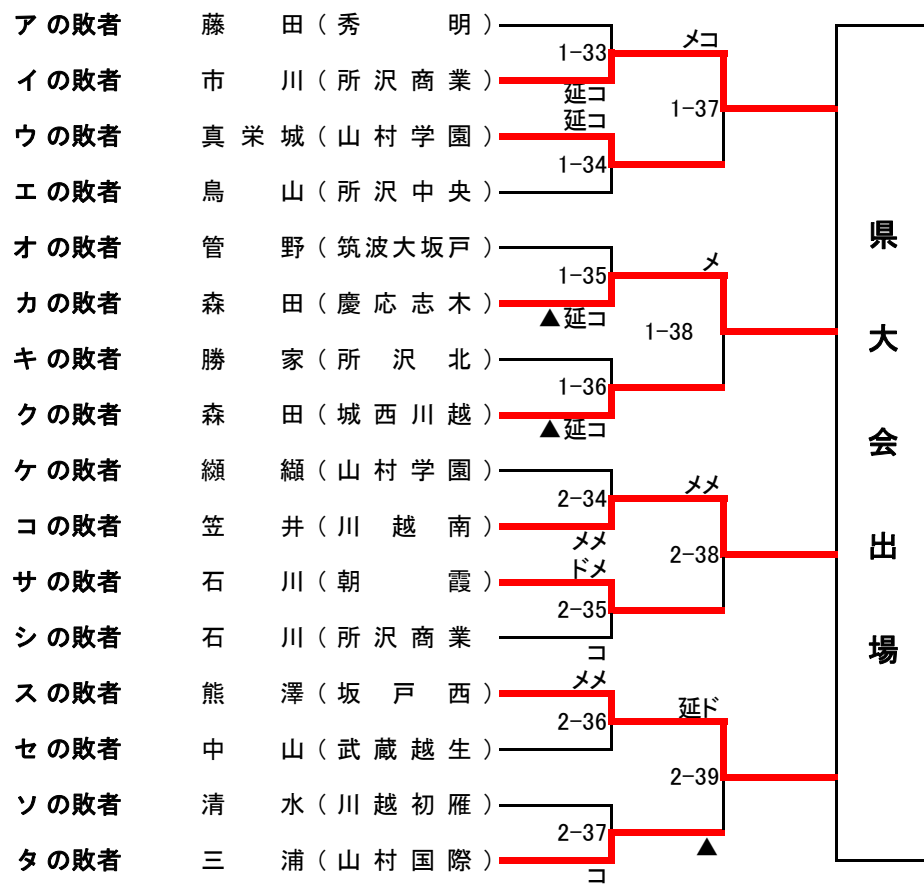 ア の敗者 藤 田 ( 秀 明 )
1-33 メコ
イ の敗者 市 川 ( 所 沢 商 業 )
延コ
延コ 1-37
ウ の敗者 真 栄 城 ( 山 村 学 園 )
1-34
エ の敗者 鳥 山 ( 所 沢 中 央 )
オ の敗者 管 野 ( 筑波大坂戸 )
1-35 メ
カ の敗者 森 田 ( 慶 応 志 木 )
▲延コ 1-38
キ の敗者 勝 家 ( 所 沢 北 )
1-36
ク の敗者 森 田 ( 城 西 川 越 )
▲延コ
ケ の敗者 纐 纈 ( 山 村 学 園 )
2-34 メメ
コ の敗者 笠 井 ( 川 越 南 )
メメ 2-38
ドメ
サ の敗者 石 川 ( 朝 霞 )
2-35
シ の敗者 石 川 ( 所 沢 商 業
コ
メメ
ス の敗者 熊 澤 ( 坂 戸 西 )
2-36 延ド
セ の敗者 中 山 ( 武 蔵 越 生 )
2-39
ソ の敗者 清 水 ( 川 越 初 雁 )
2-37 ▲
タ の敗者 三 浦 ( 山 村 国 際 )
コ
県大会出場